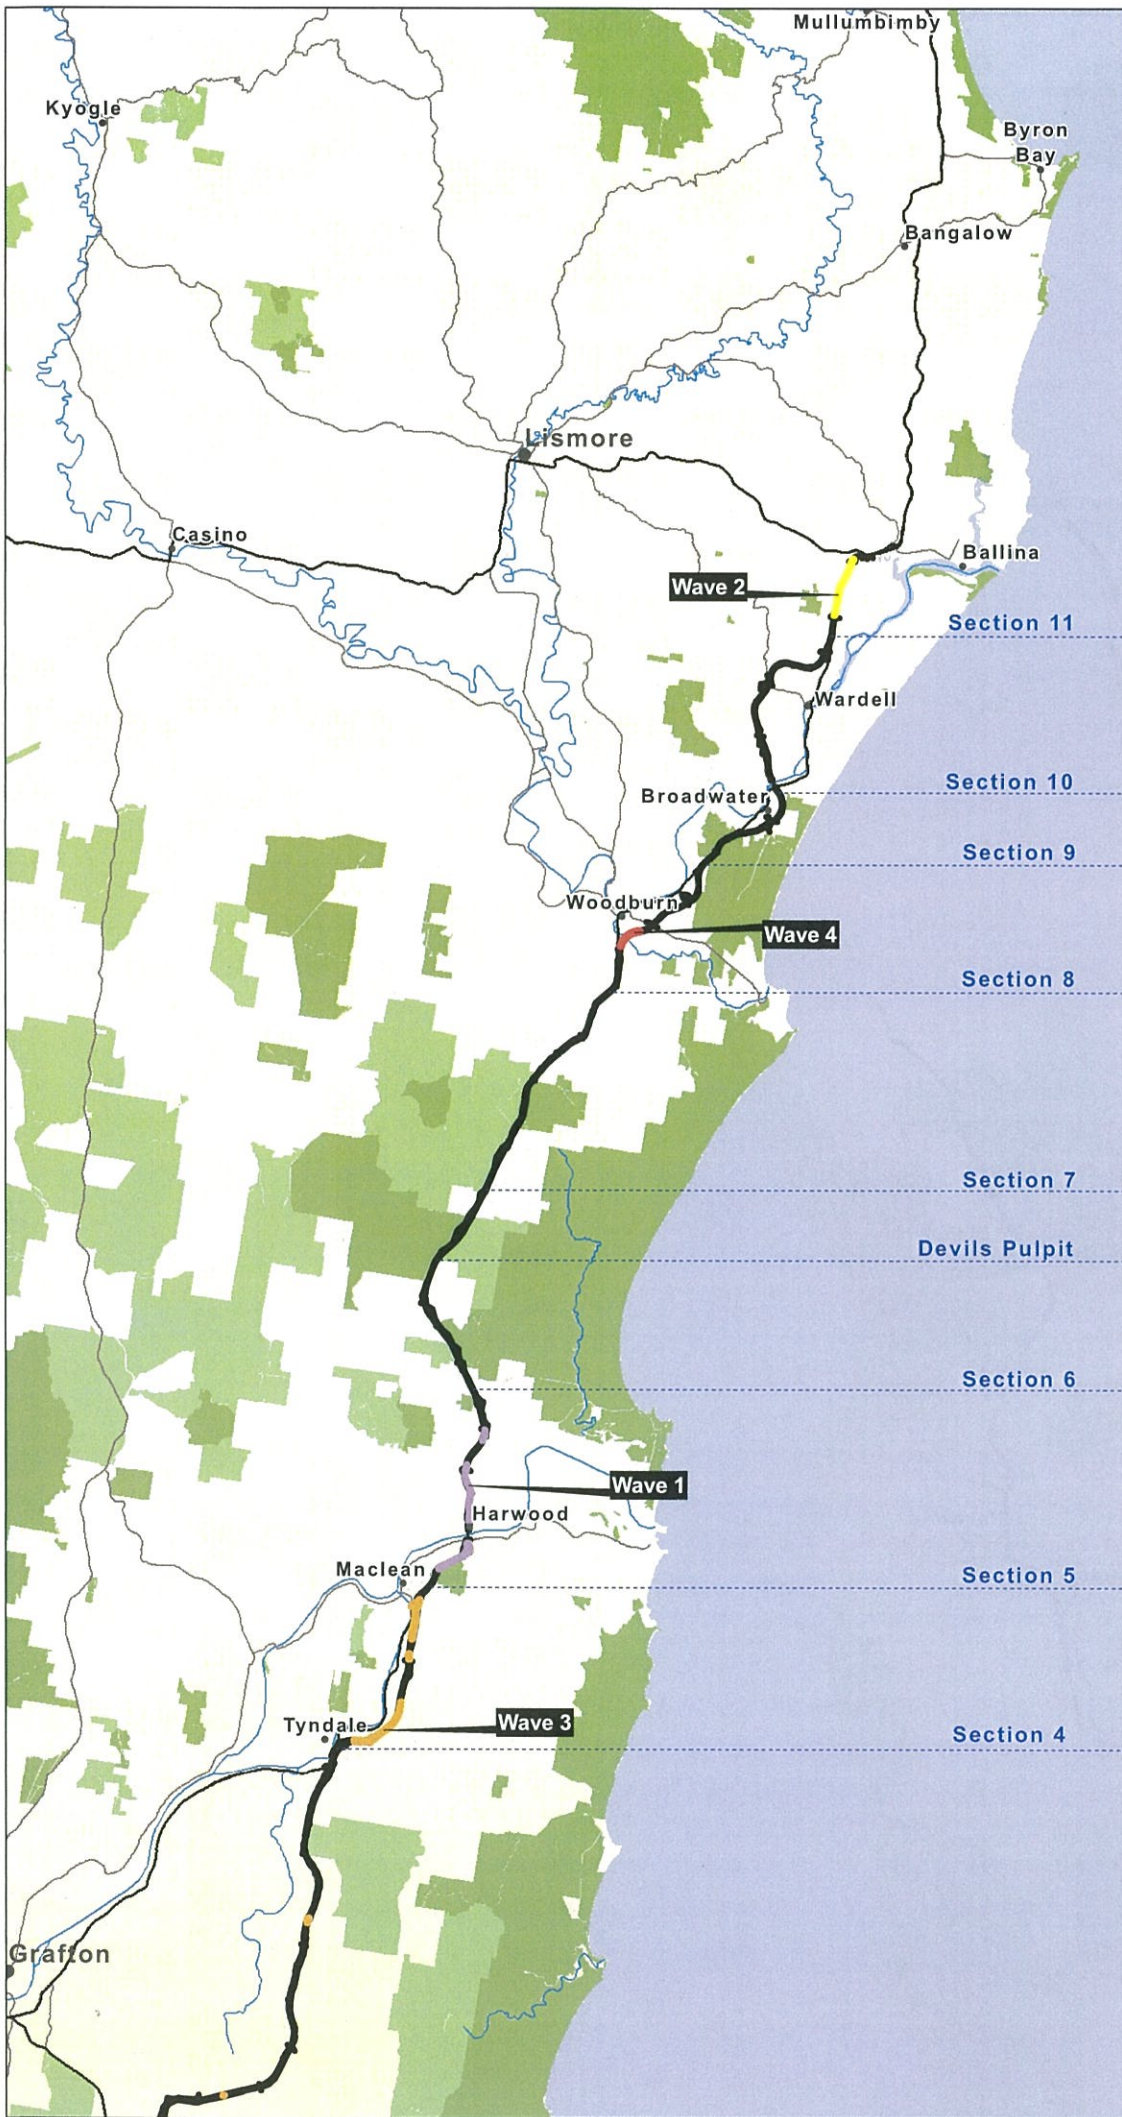 Mullumbimby
Kyogle
Byron
Bay
Bangalow
Lismore
Casino
Ballina
Wave 2
Section 11
Wardell
Section 10
Broadwater
Section 9
Woodburn
Wave 4
Section 8
Section 7
Devils Pulpit
Section 6
Wave 1
Harwood
Maclean
Section 5
Wave 3
Tyndale
Section 4
Grafton